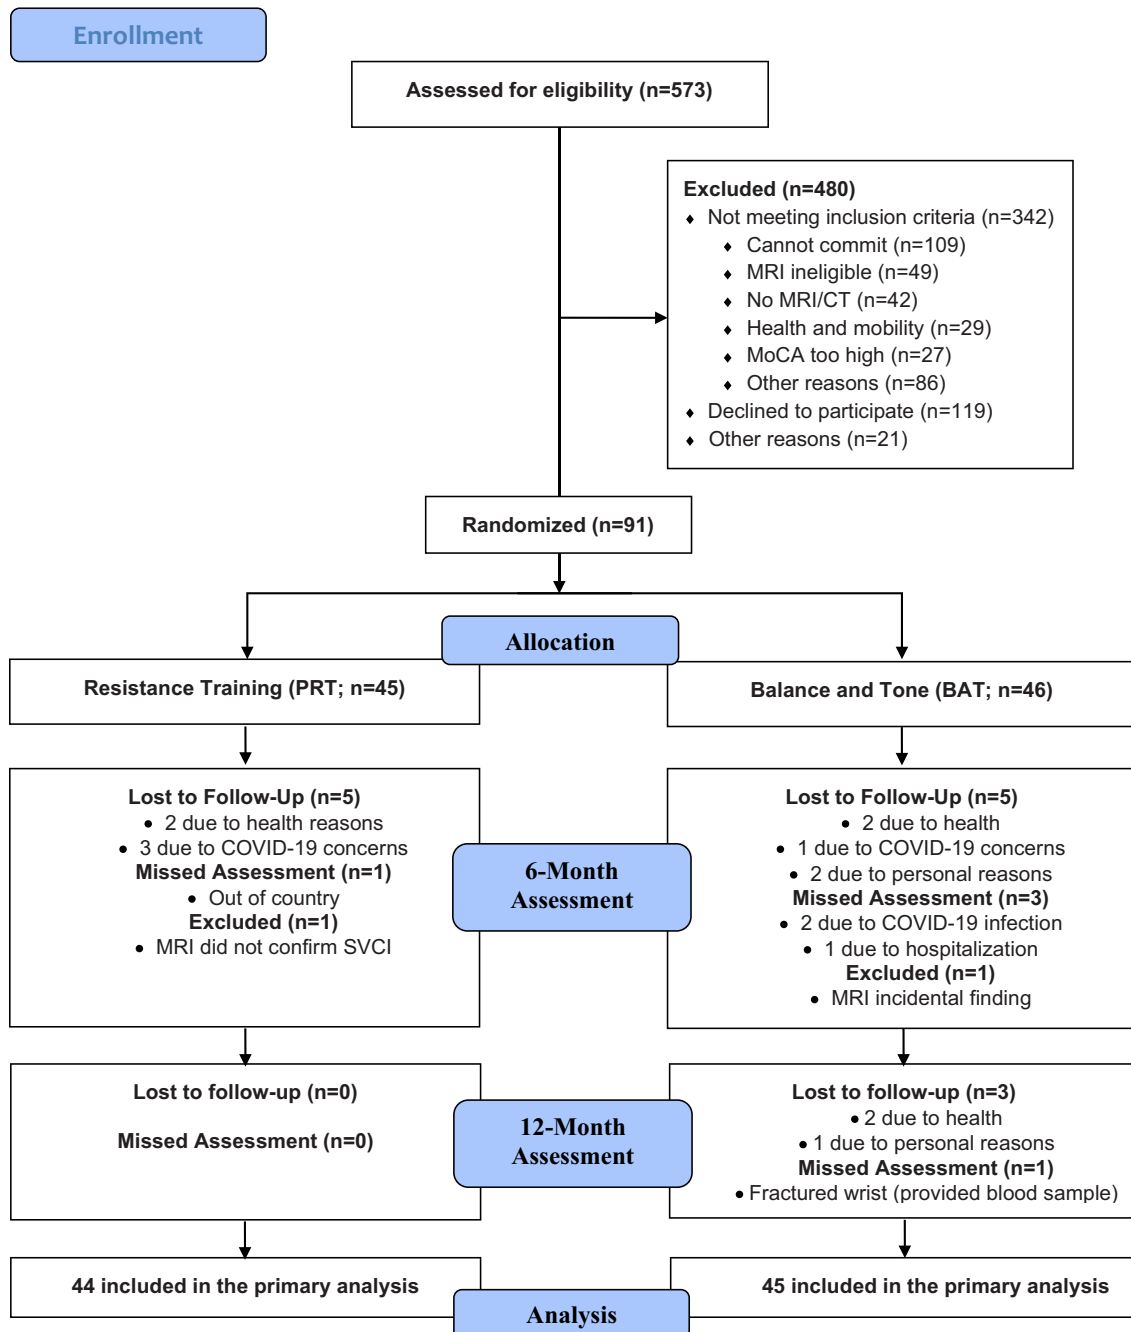 Enrollment
Assessed for eligibility (n=573)
Excluded (n=480)
♦ Not meeting inclusion criteria (n=342)
♦ Cannot commit (n=109)
♦ MRI ineligible (n=49)
♦ No MRI/CT (n=42)
♦ Health and mobility (n=29)
♦ MoCA too high (n=27)
♦ Other reasons (n=86)
♦ Declined to participate (n=119)
♦ Other reasons (n=21)
Randomized (n=91)
Allocation
Resistance Training (PRT; n=45)
Balance and Tone (BAT; n=46)
Lost to Follow-Up (n=5)
• 2 due to health reasons
• 3 due to COVID-19 concerns
Missed Assessment (n=1)
• Out of country
Excluded (n=1)
• MRI did not confirm SVCI
6-Month
Assessment
Lost to Follow-Up (n=5)
• 2 due to health
• 1 due to COVID-19 concerns
• 2 due to personal reasons
Missed Assessment (n=3)
• 2 due to COVID-19 infection
• 1 due to hospitalization
Excluded (n=1)
• MRI incidental finding
Lost to follow-up (n=0)
Missed Assessment (n=0)
12-Month
Assessment
Lost to follow-up (n=3)
• 2 due to health
• 1 due to personal reasons
Missed Assessment (n=1)
• Fractured wrist (provided blood sample)
44 included in the primary analysis
45 included in the primary analysis
Analysis